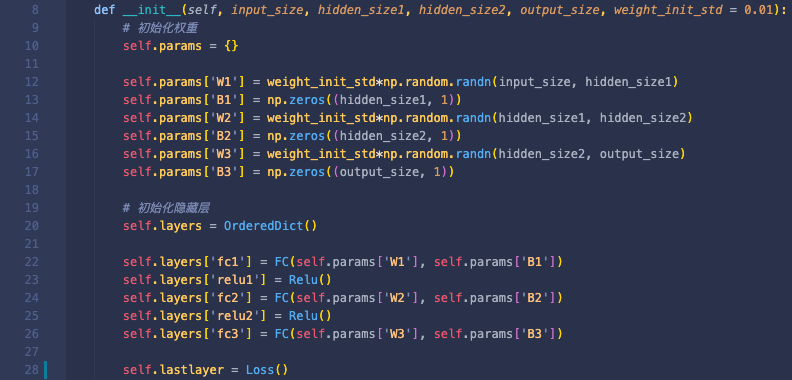 8 def __init__(self, input_size, hidden_size1, hidden_size2, output_size, weight_init_std = 0.01):
9 # 初始化权重
10 self.params = {}
11
12 self.params['W1'] = weight_init_std*np.random.randn(input_size, hidden_size1)
13 self.params['B1'] = np.zeros((hidden_size1, 1))
14 self.params['W2'] = weight_init_std*np.random.randn(hidden_size1, hidden_size2)
15 self.params['B2'] = np.zeros((hidden_size2, 1))
16 self.params['W3'] = weight_init_std*np.random.randn(hidden_size2, output_size)
17 self.params['B3'] = np.zeros((output_size, 1))
18
19 # 初始化隐藏层
20 self.layers = OrderedDict()
21
22 self.layers['fc1'] = FC(self.params['W1'], self.params['B1'])
23 self.layers['relu1'] = Relu()
24 self.layers['fc2'] = FC(self.params['W2'], self.params['B2'])
25 self.layers['relu2'] = Relu()
26 self.layers['fc3'] = FC(self.params['W3'], self.params['B3'])
27
28 self.lastlayer = Loss()